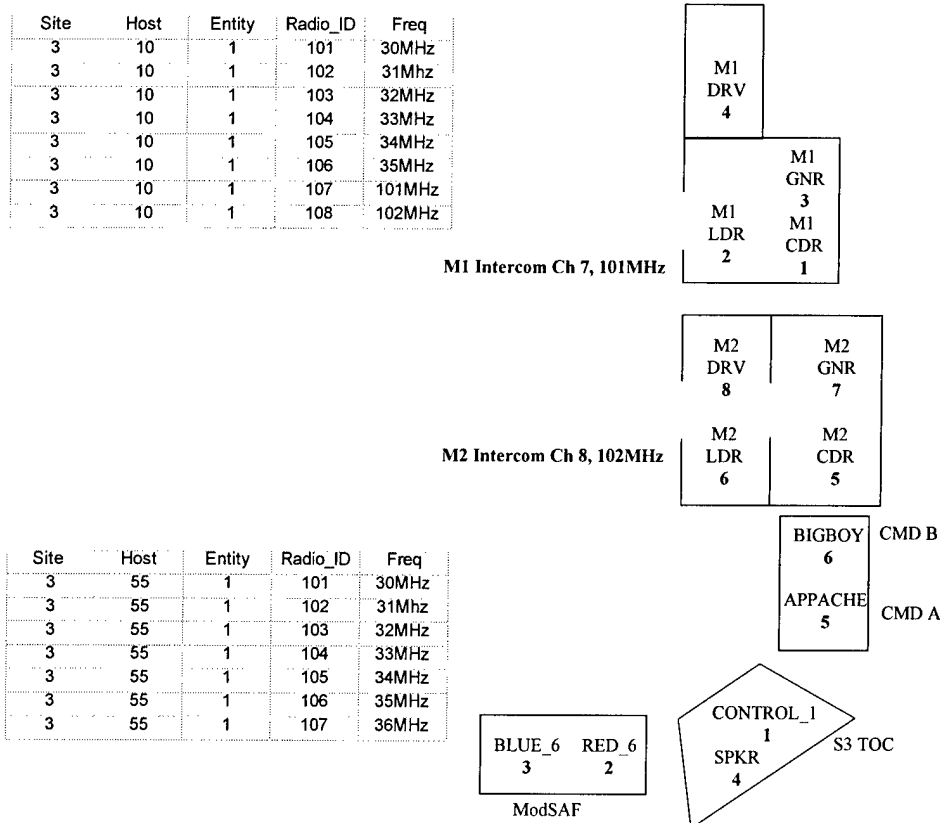 Site Host Entity Radio_ID Freq
3 10 1 101 30MHz
3 10 1 102 31Mhz
3 10 1 103 32MHz
3 10 1 104 33MHz
3 10 1 105 34MHz
3 10 1 106 35MHz
3 10 1 107 101MHz
3 10 1 108 102MHz
M1
DRV
4
M1
GNR
3
M1
LDR
2
M1
CDR
1
M1 Intercom Ch 7, 101MHz
M2
DRV
8
M2
GNR
7
M2
LDR
6
M2
CDR
5
M2 Intercom Ch 8, 102MHz
BIGBOY
6
CMD B
APPACHE
5
CMD A
Site Host Entity Radio_ID Freq
3 55 1 101 30MHz
3 55 1 102 31Mhz
3 55 1 103 32MHz
3 55 1 104 33MHz
3 55 1 105 34MHz
3 55 1 106 35MHz
3 55 1 107 36MHz
BLUE_6
3
RED_6
2
ModSAF
CONTROL_1
1
SPKR
4
S3 TOC